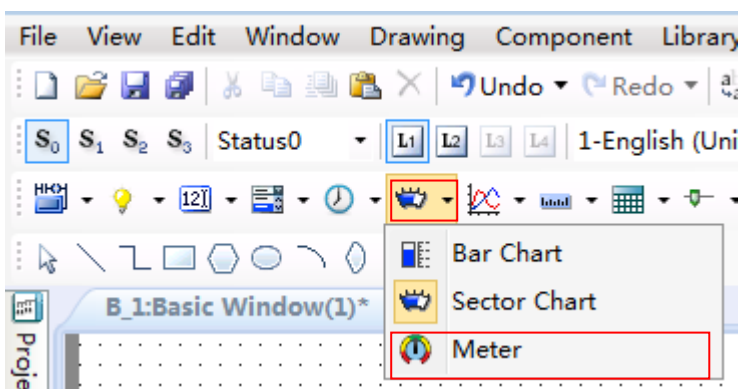 File View Edit Window Drawing Component Library
Undo Redo
S0 S1 S2 S3 Status0 L1 L2 L3 L4 1-English (Uni
12
Bar Chart
B_1:Basic Window(1)* Sector Chart
Meter
Proje